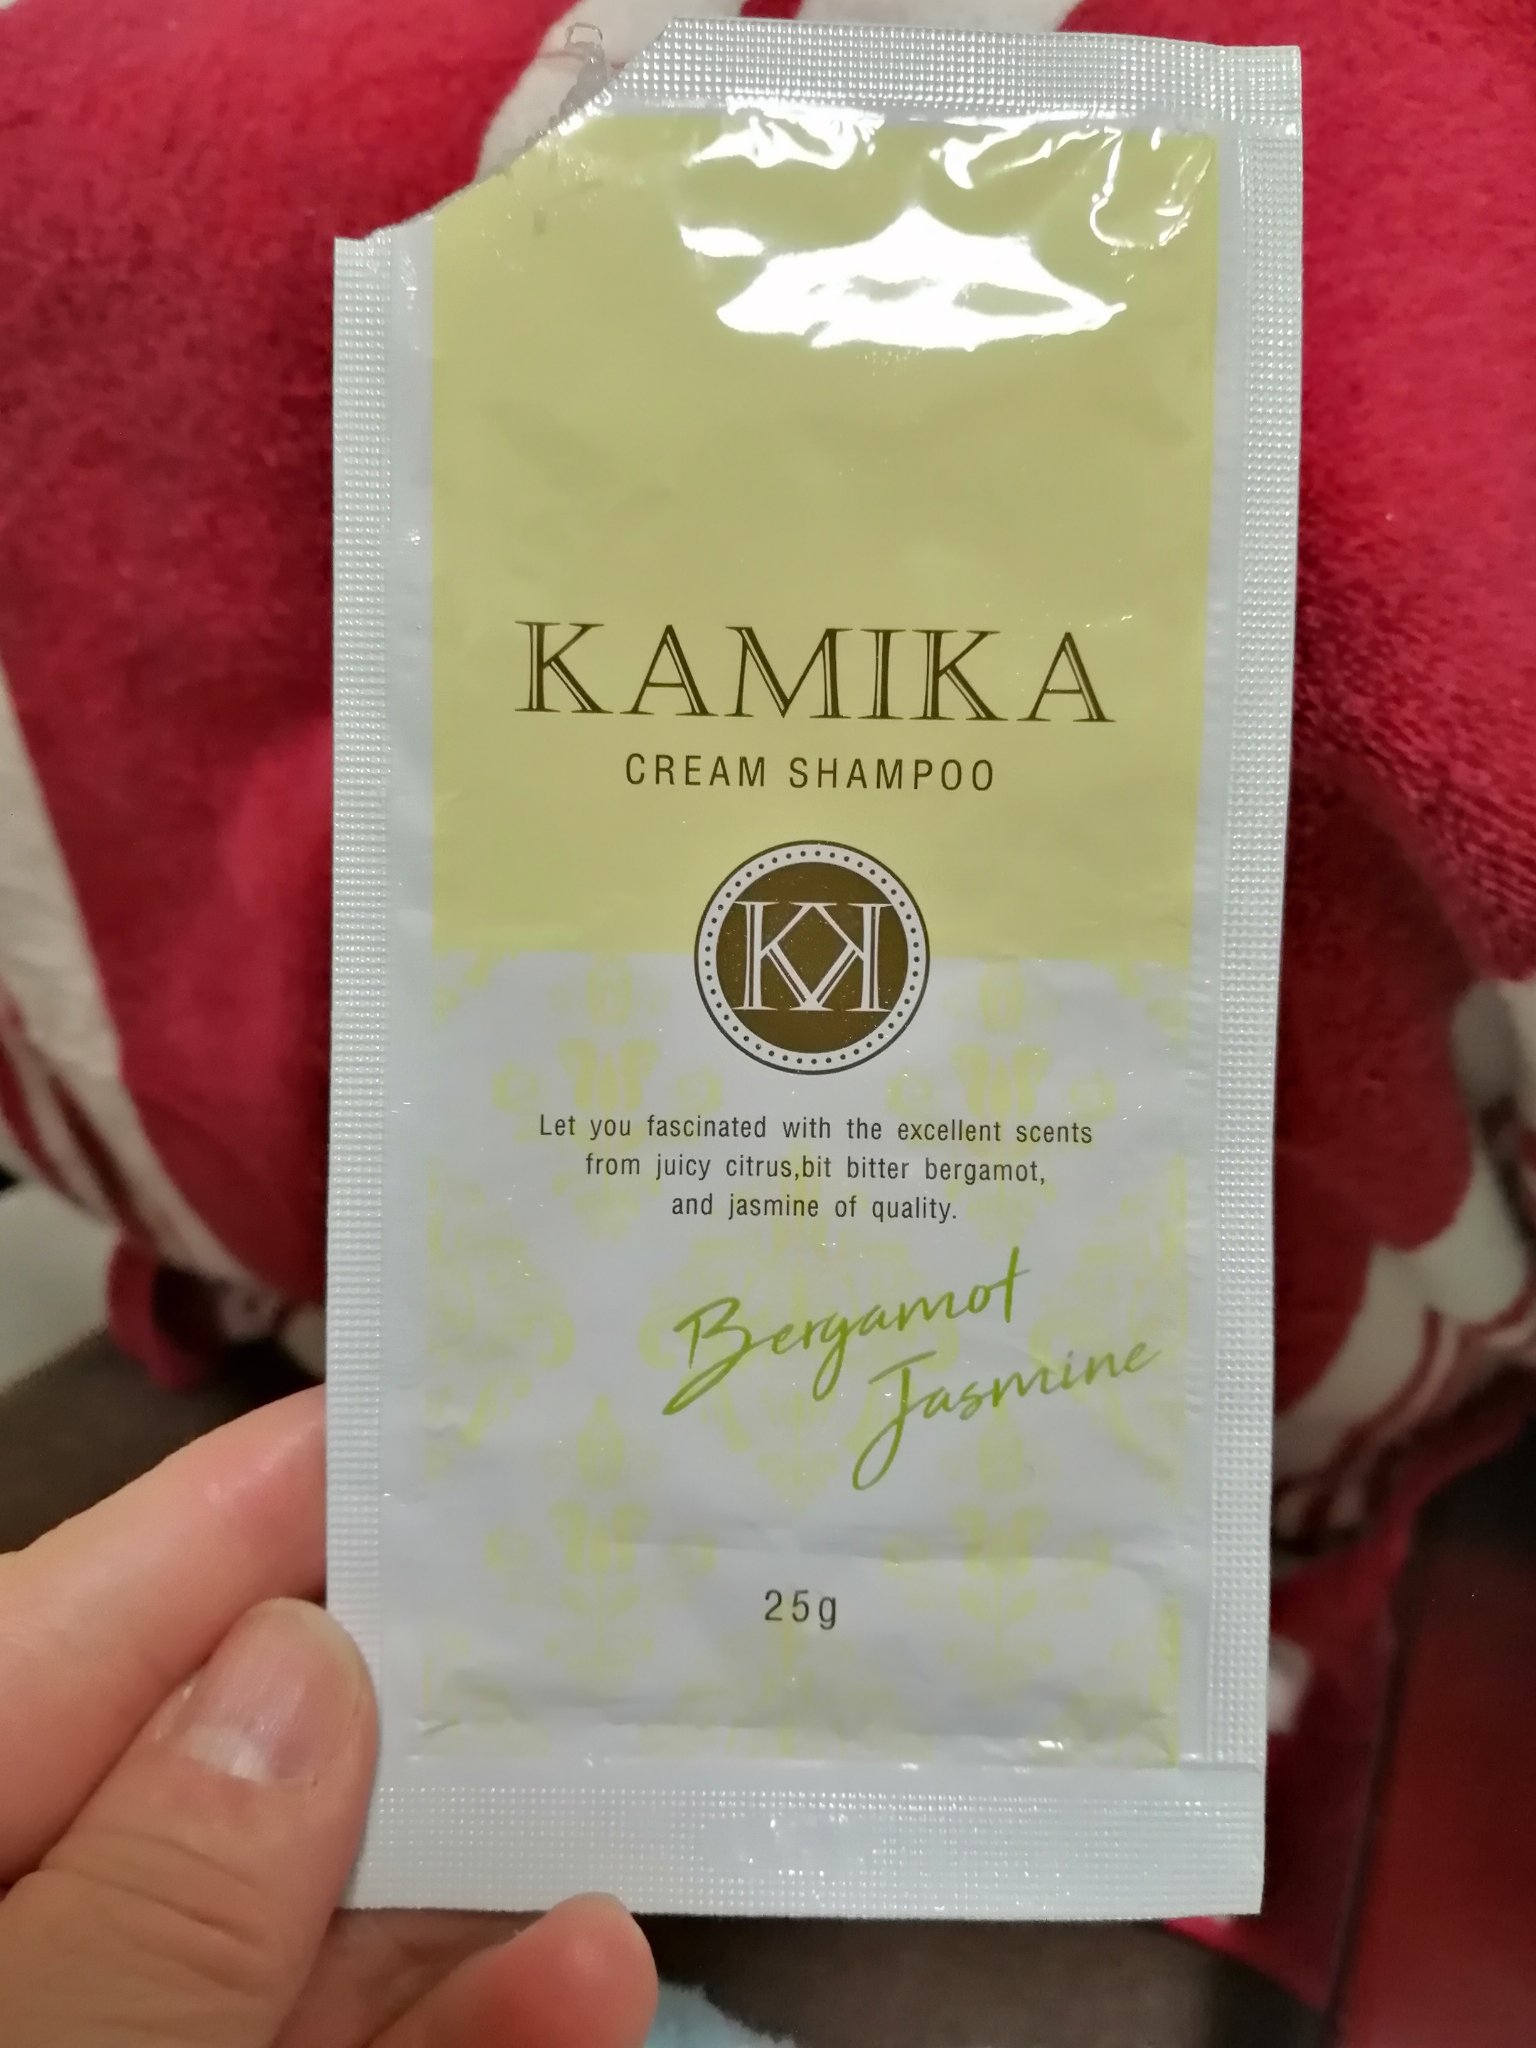 KAMIKA
CREAM SHAMPOO
KK
Let you fascinated with the excellent scents
from juicy citrus,bit bitter bergamot,
and jasmine of quality.
Bergamot
Jasmine
25g